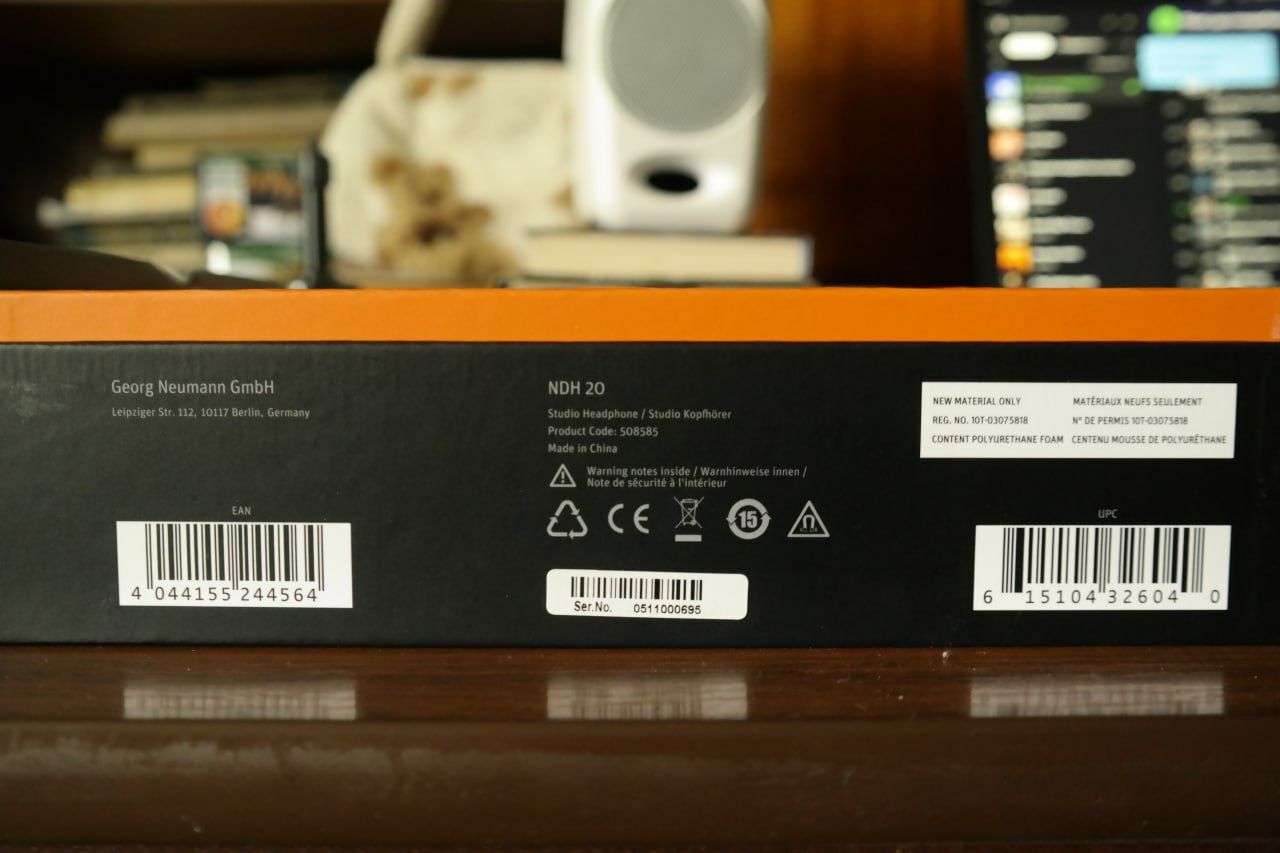 Georg Neumann GmbH
Leipziger Str. 112, 10117 Berlin, Germany
EAN
4 044155 244564
NDH 20
Studio Headphone / Studio Kopfhörer
Product Code: 508585
Made in China
Warning notes inside / Warnhinweise innen /
Note de sécurité à l'intérieur
CE
15
Ser.No. 0511000695
NEW MATERIAL ONLY
REG. NO. 10T-03075818
CONTENT POLYURETHANE FOAM
MATÉRIAUX NEUFS SEULEMENT
N° DE PERMIS 10T-03075818
CENTENU MOUSSE DE POLYURÉTHANE
UPC
6 15104 32604 0